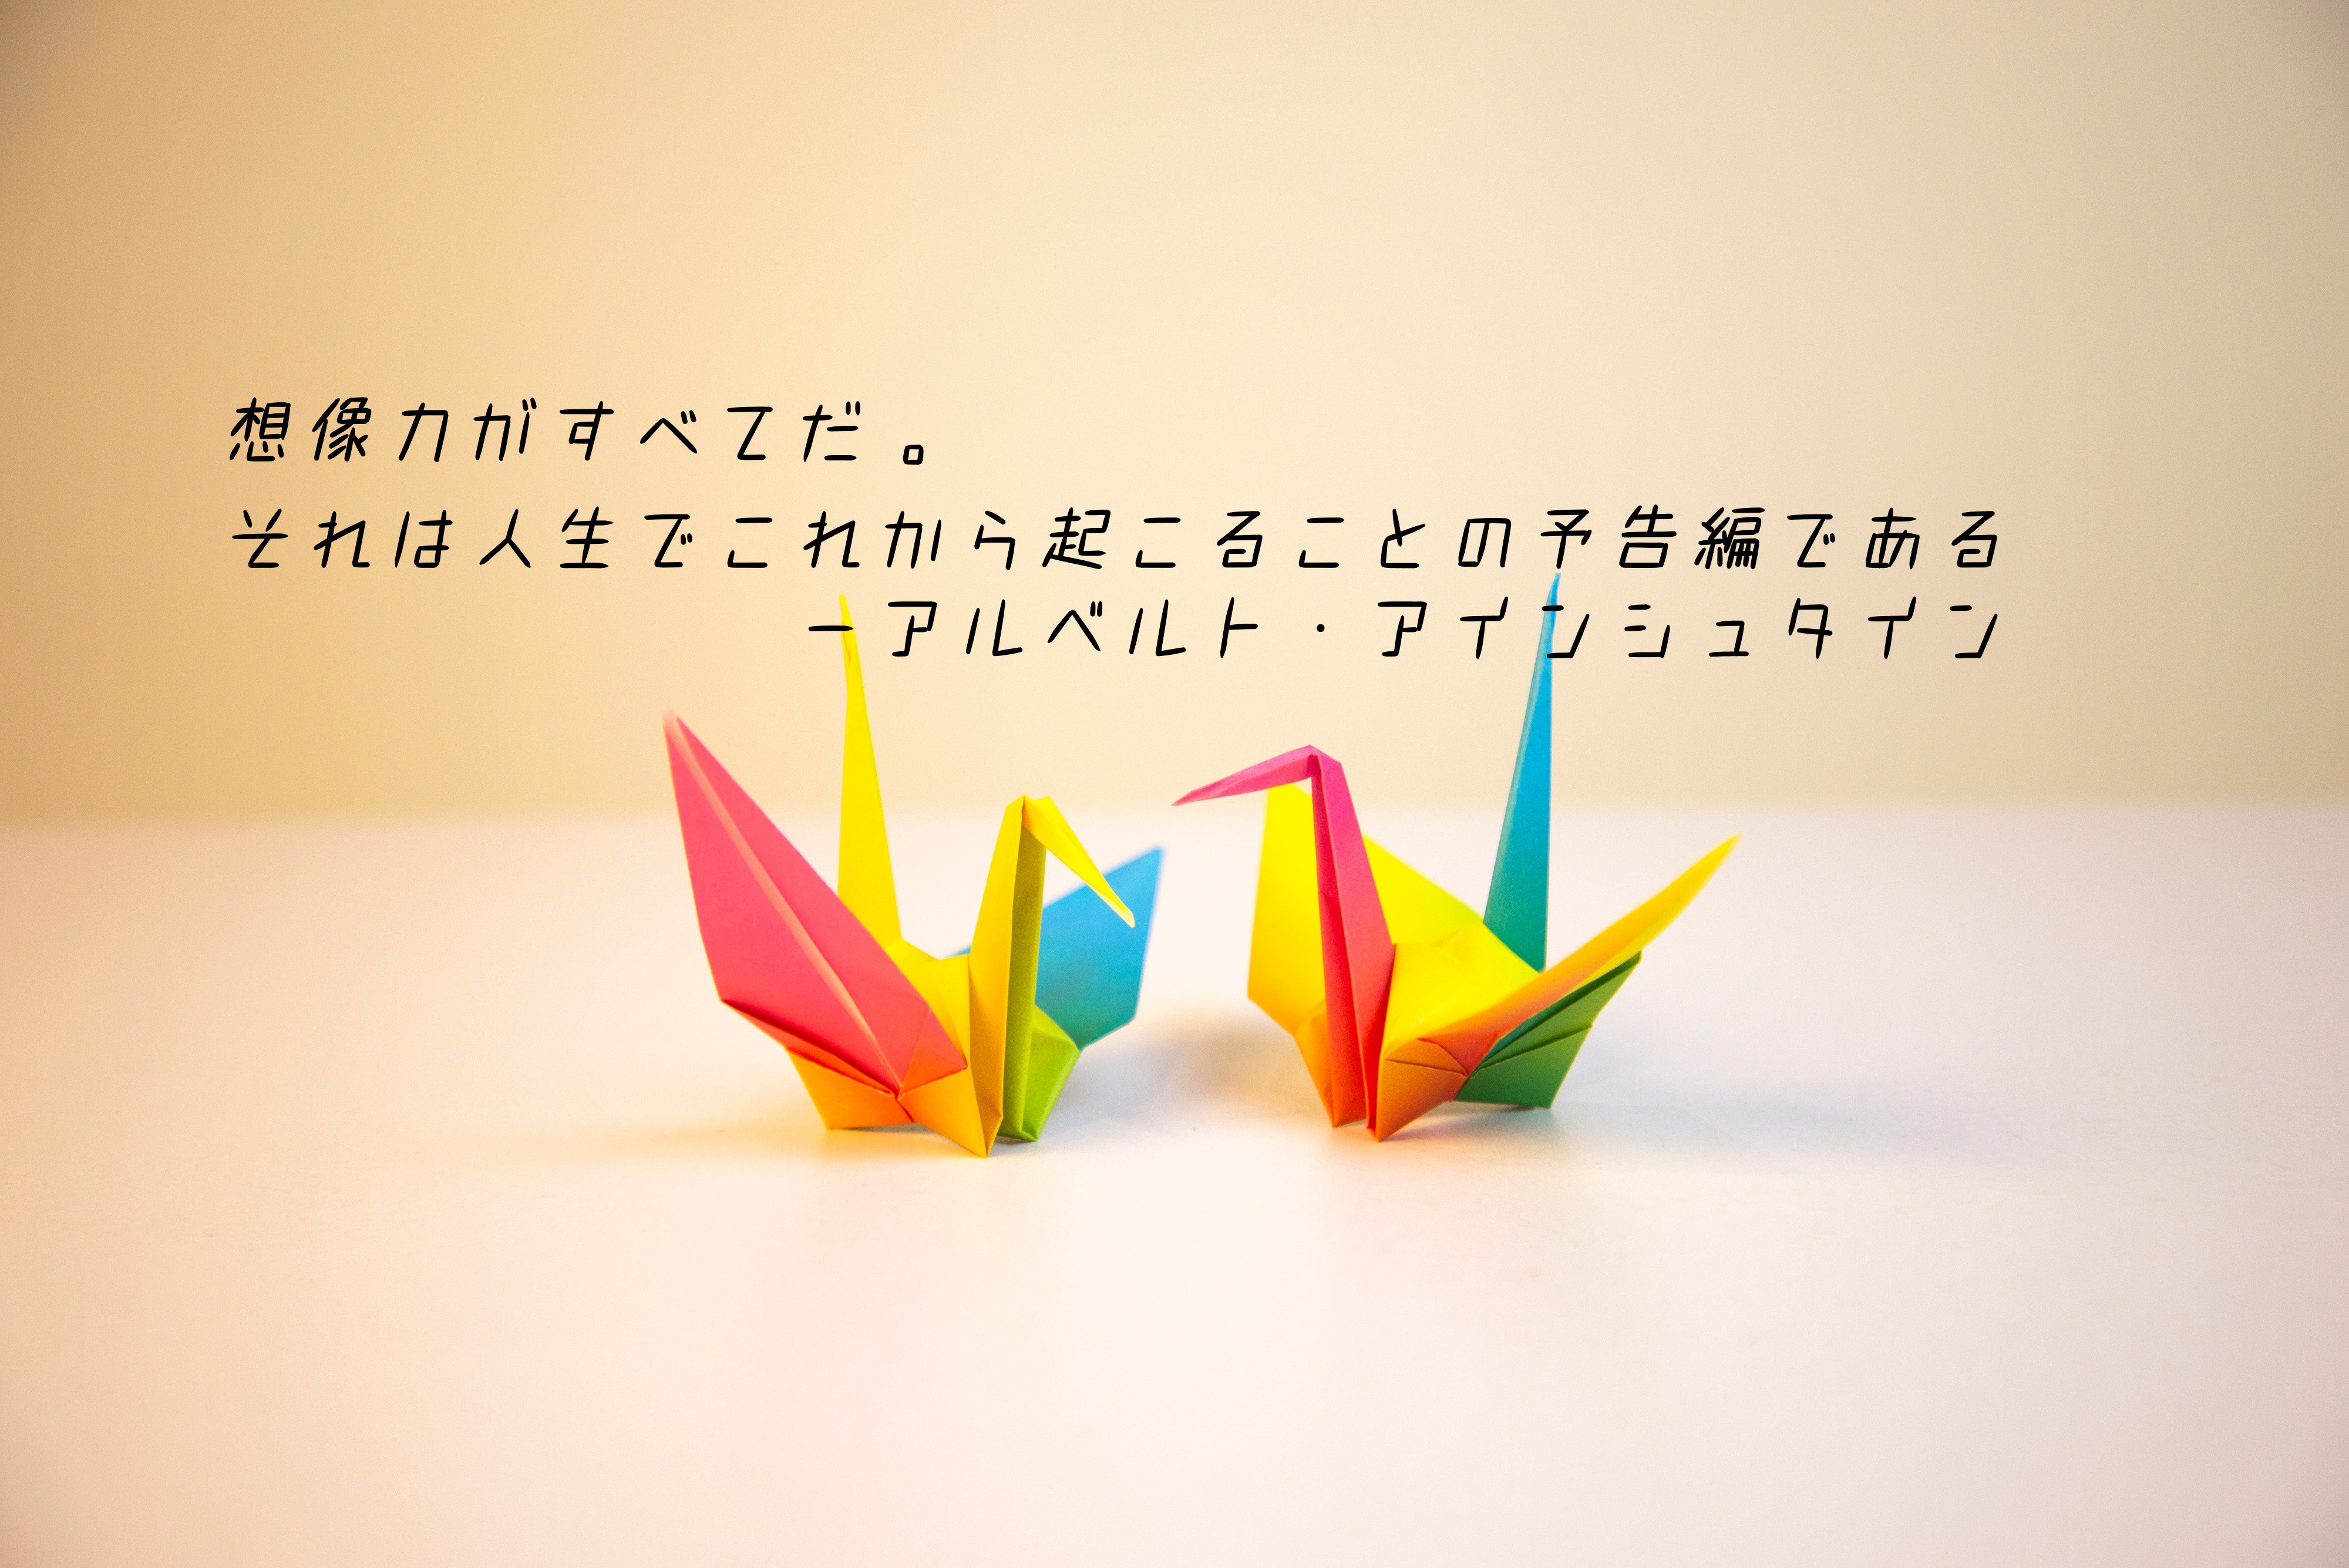 想像力がすべてだ。
それは人生でこれから起こることの予告編である
ーアルベルト・アインシュタイン